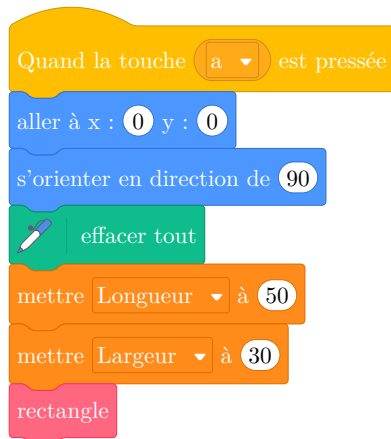 Quand la touche a est pressée
aller à x : 0 y : 0
s'orienter en direction de 90
effacer tout
mettre Longueur à 50
mettre Largeur à 30
rectangle